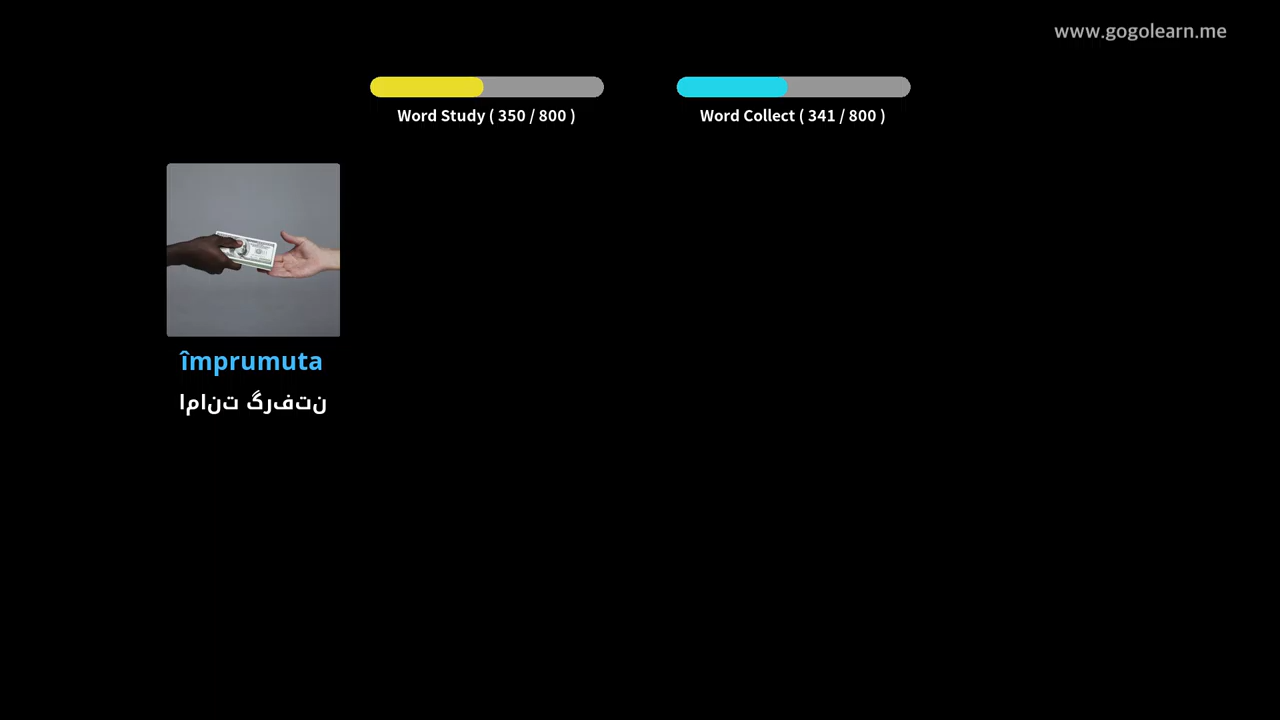 www.gogolearn.me
Word Study ( 350 / 800 )
Word Collect ( 341 / 800 )
împrumuta
امانت گرفتن